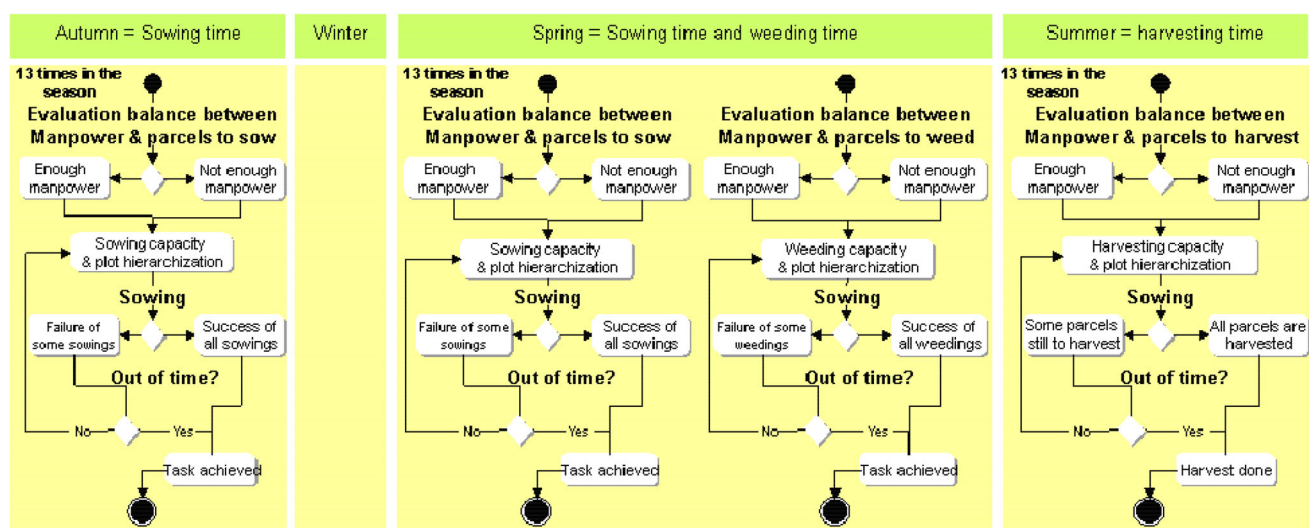 Autumn = Sowing time
Winter
Spring = Sowing time and weeding time
Summer = harvesting time
13 times in the
season
Evaluation balance between
Manpower & parcels to sow
Enough
manpower
Not enough
manpower
Sowing capacity
& plot hierarchization
Sowing
Failure of
some sowings
Success of
all sowings
Out of time?
No
Yes
Task achieved
13 times in the
season
Evaluation balance between
Manpower & parcels to sow
Enough
manpower
Not enough
manpower
Sowing capacity
& plot hierarchization
Sowing
Failure of some
sowings
Success of
all sowings
Out of time?
No
Yes
Task achieved
Evaluation balance between
Manpower & parcels to weed
Enough
manpower
Not enough
manpower
Weeding capacity
& plot hierarchization
Sowing
Failure of some
weedings
Success of
all weedings
Out of time?
No
Yes
Task achieved
13 times in the
season
Evaluation balance between
Manpower & parcels to harvest
Enough
manpower
Not enough
manpower
Harvesting capacity
& plot hierarchization
Sowing
Some parcels
still to harvest
All parcels are
harvested
Out of time?
No
Yes
Harvest done